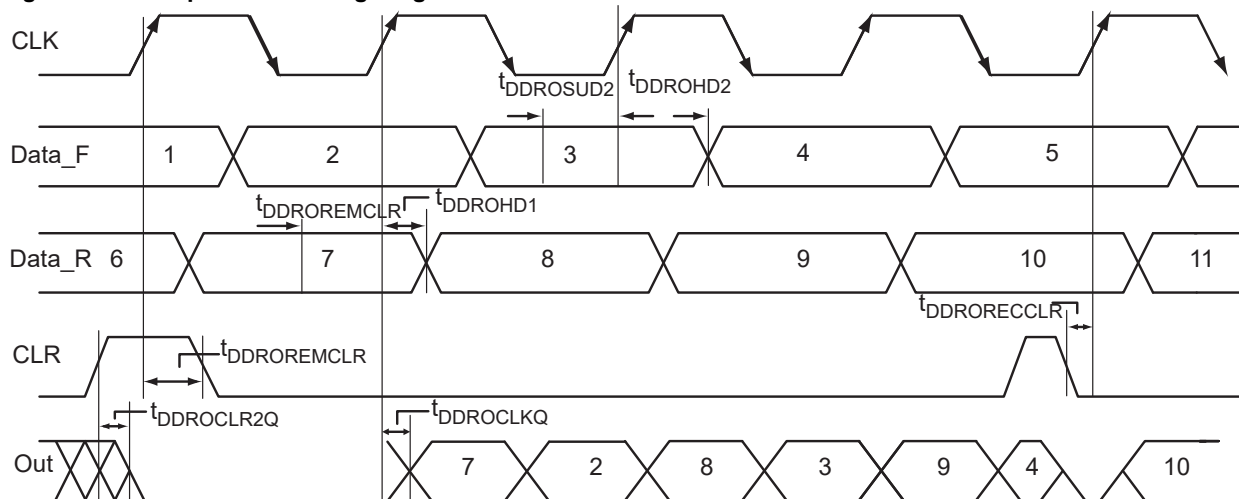 CLK
tDDROSUD2
tDDROHD2
Data_F 1 2 3 4 5
tDDROREMCLR
tDDROHD1
Data_R 6 7 8 9 10 11
tDDRORECCLR
CLR
tDDROREMCLR
tDDROCLR2Q
tDDROCLKQ
Out 7 2 8 3 9 4 10